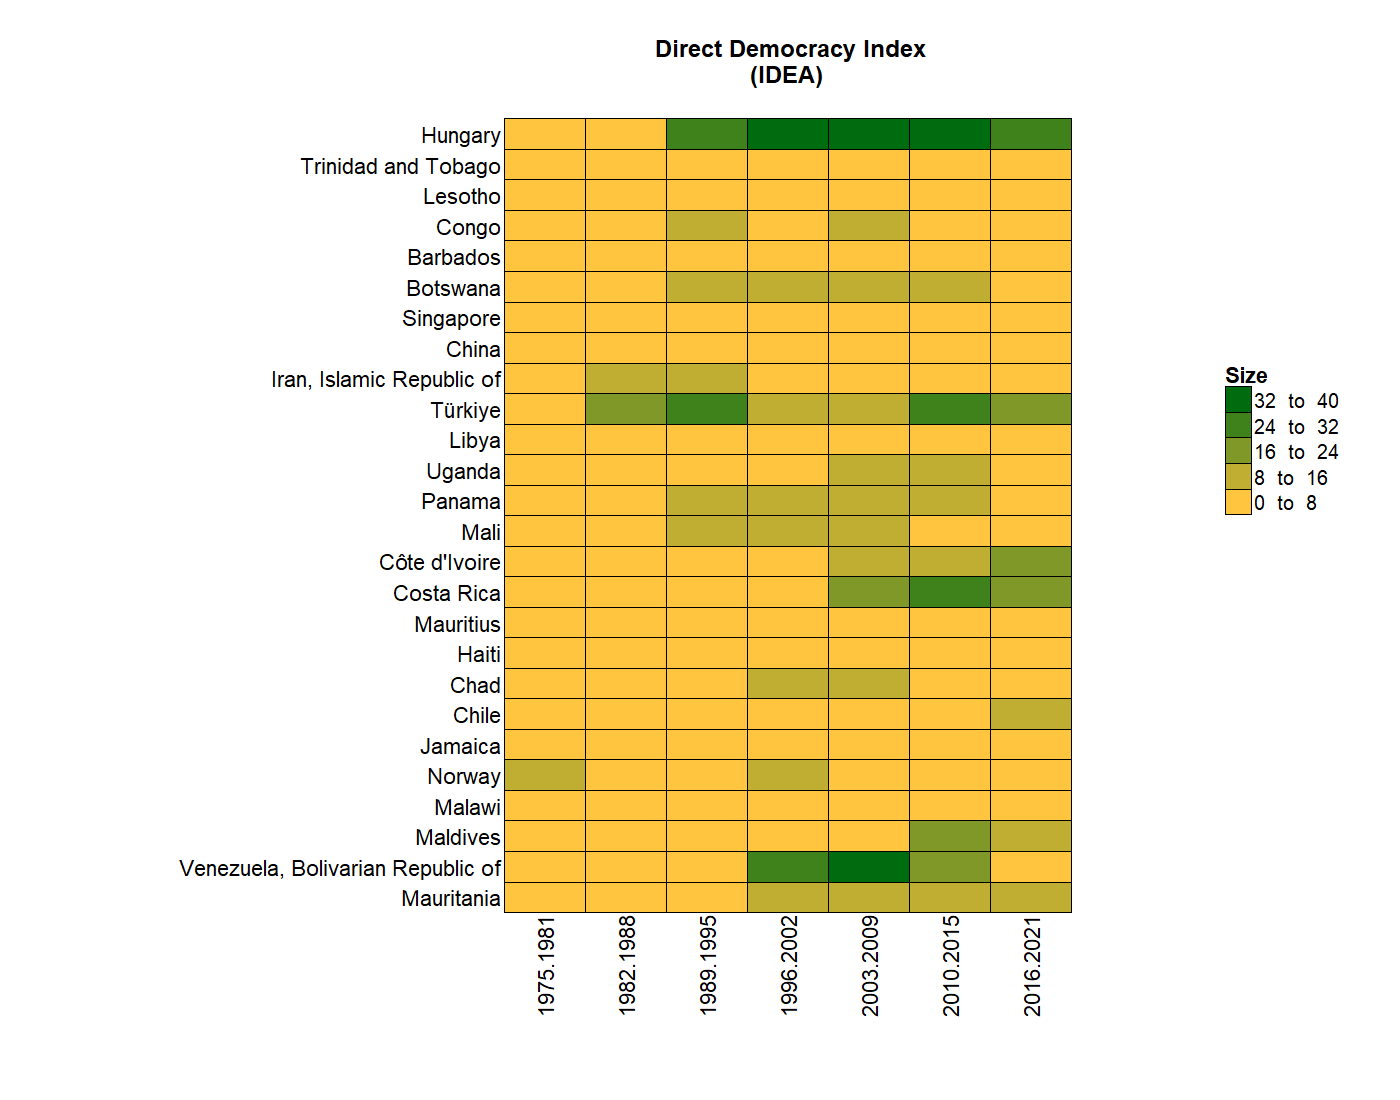 Direct Democracy Index
(IDEA)
Hungary
Trinidad and Tobago
Lesotho
Congo
Barbados
Botswana
Singapore
China
Iran, Islamic Republic of
Türkiye
Libya
Uganda
Panama
Mali
Côte d'Ivoire
Costa Rica
Mauritius
Haiti
Chad
Chile
Jamaica
Norway
Malawi
Maldives
Venezuela, Bolivarian Republic of
Mauritania
1975.1981
1982.1988
1989.1995
1996.2002
2003.2009
2010.2015
2016.2021
Size
32 to 40
24 to 32
16 to 24
8 to 16
0 to 8